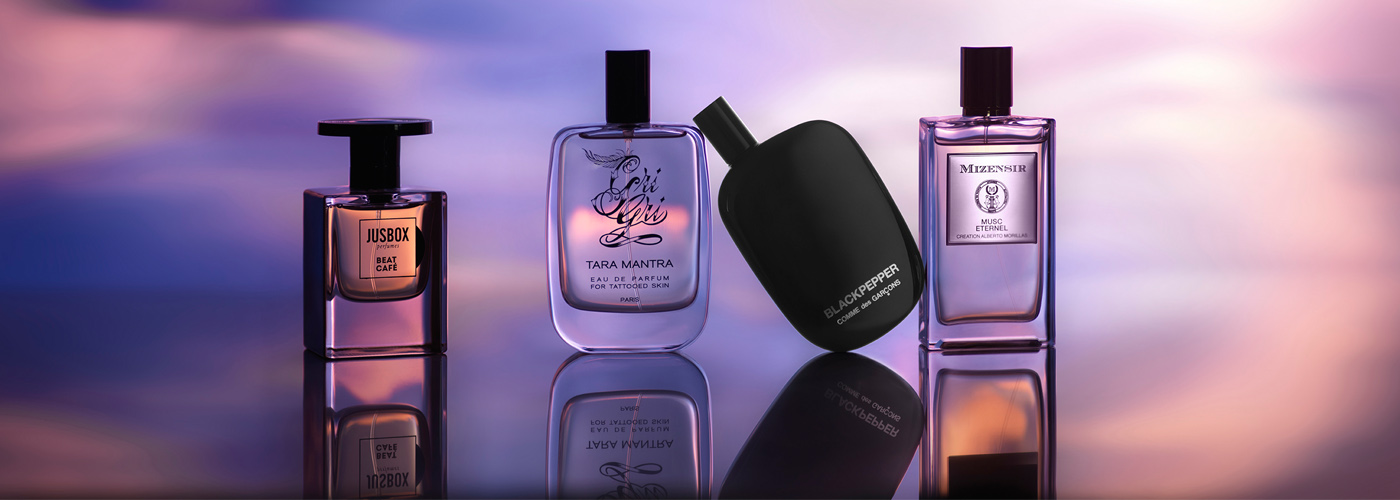 JUSBOX
perfumes
BEAT
CAFÉ
Gri
Gri
TARA MANTRA
EAU DE PARFUM
FOR TATTOOED SKIN
PARIS
BLACKPEPPER
COMME des GARÇONS
MIZENSIR
MUSC
ETERNEL
CREATION ALBERTO MORILLAS